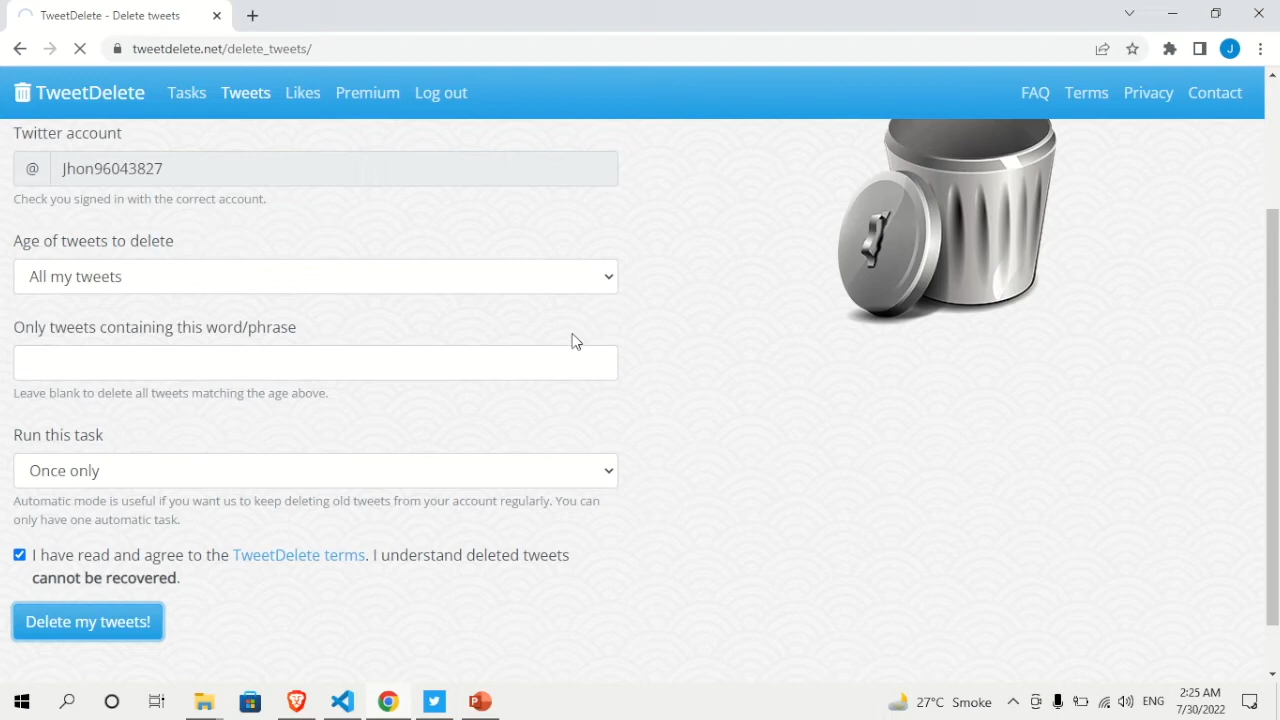 TweetDelete - Delete tweets
tweetdelete.net/delete_tweets/
J
TweetDelete Tasks Tweets Likes Premium Log out FAQ Terms Privacy Contact
Twitter account
@ Jhon96043827
Check you signed in with the correct account.
Age of tweets to delete
All my tweets
Only tweets containing this word/phrase
Leave blank to delete all tweets matching the age above.
Run this task
Once only
Automatic mode is useful if you want us to keep deleting old tweets from your account regularly. You can
only have one automatic task.
I have read and agree to the TweetDelete terms. I understand deleted tweets
cannot be recovered.
Delete my tweets!
27°C Smoke ENG 2:25 AM
7/30/2022